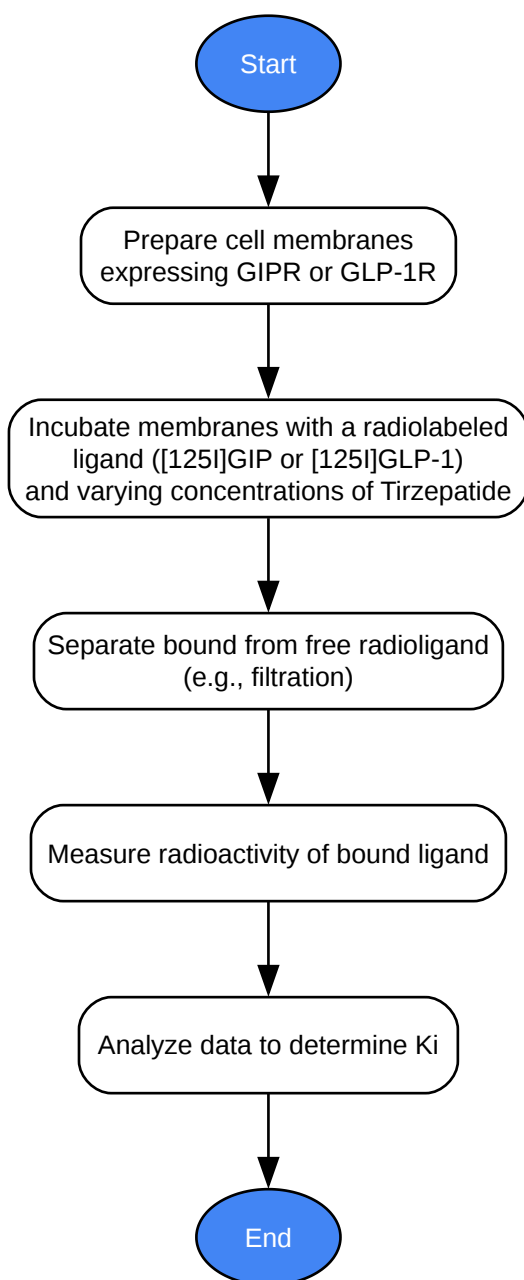 Start
Prepare cell membranes
expressing GIPR or GLP-1R
Incubate membranes with a radiolabeled
ligand ([125I]GIP or [125I]GLP-1)
and varying concentrations of Tirzepatide
Separate bound from free radioligand
(e.g., filtration)
Measure radioactivity of bound ligand
Analyze data to determine Ki
End